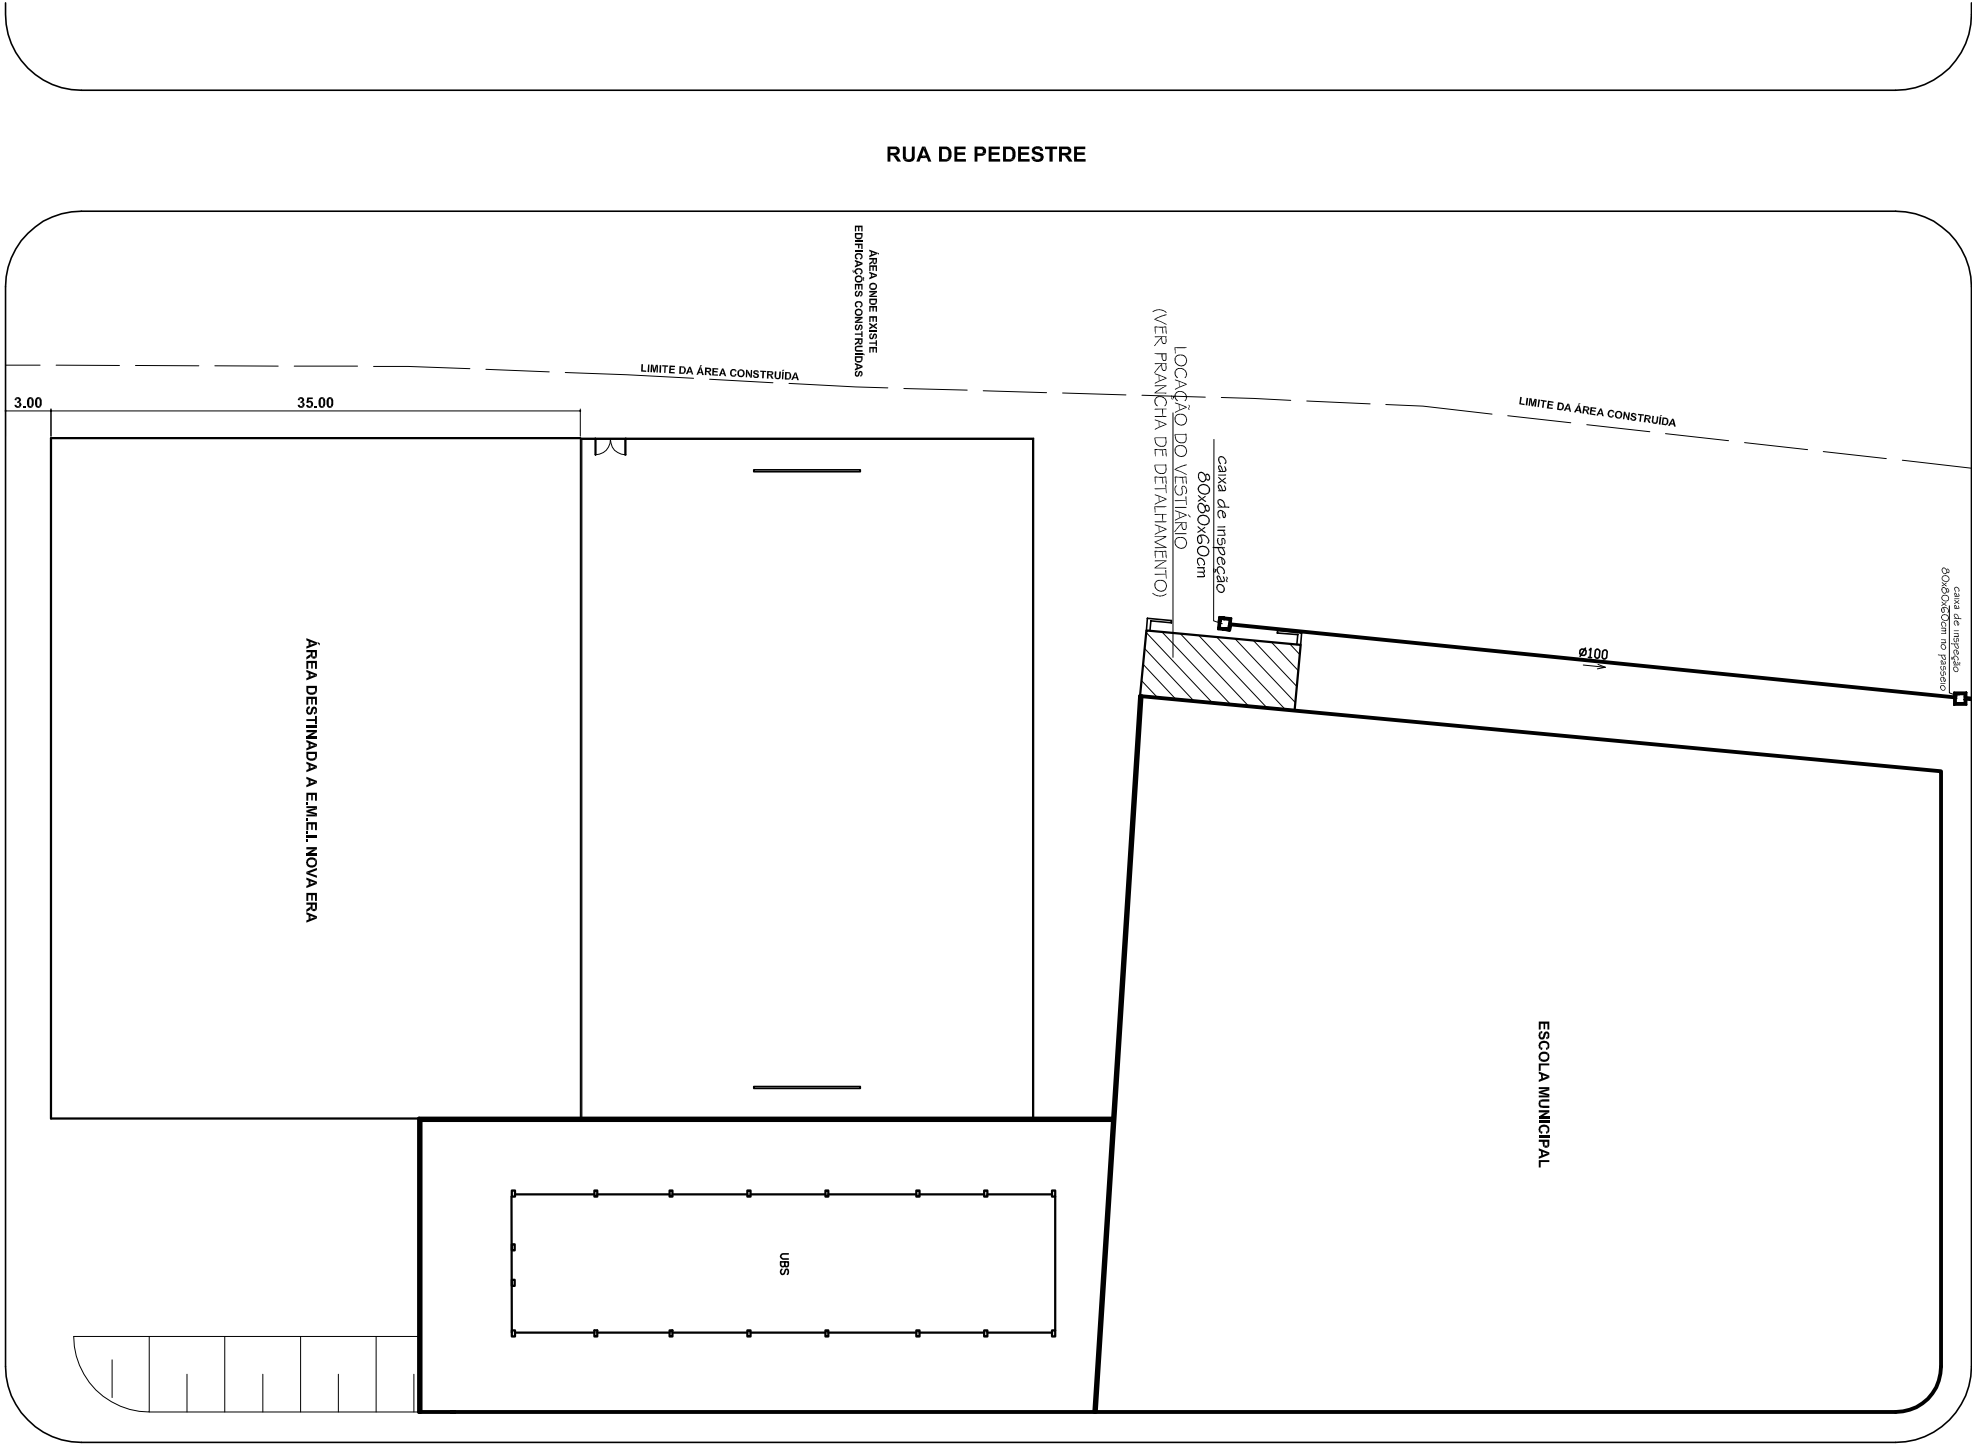 RUA DE PEDESTRE
ÁREA ONDE EXISTE
EDIFICAÇÕES CONSTRUÍDAS
LIMITE DA ÁREA CONSTRUÍDA
LIMITE DA ÁREA CONSTRUÍDA
3.00
35.00
LOCAÇÃO DO VESTIÁRIO
(VER PRANCHA DE DETALHAMENTO)
caixa de inspeção
80x80x60cm
caixa de inspeção
80x80x60cm no passeio
Ø100
ÁREA DESTINADA A E.M.E.I. NOVA ERA
ESCOLA MUNICIPAL
UBS